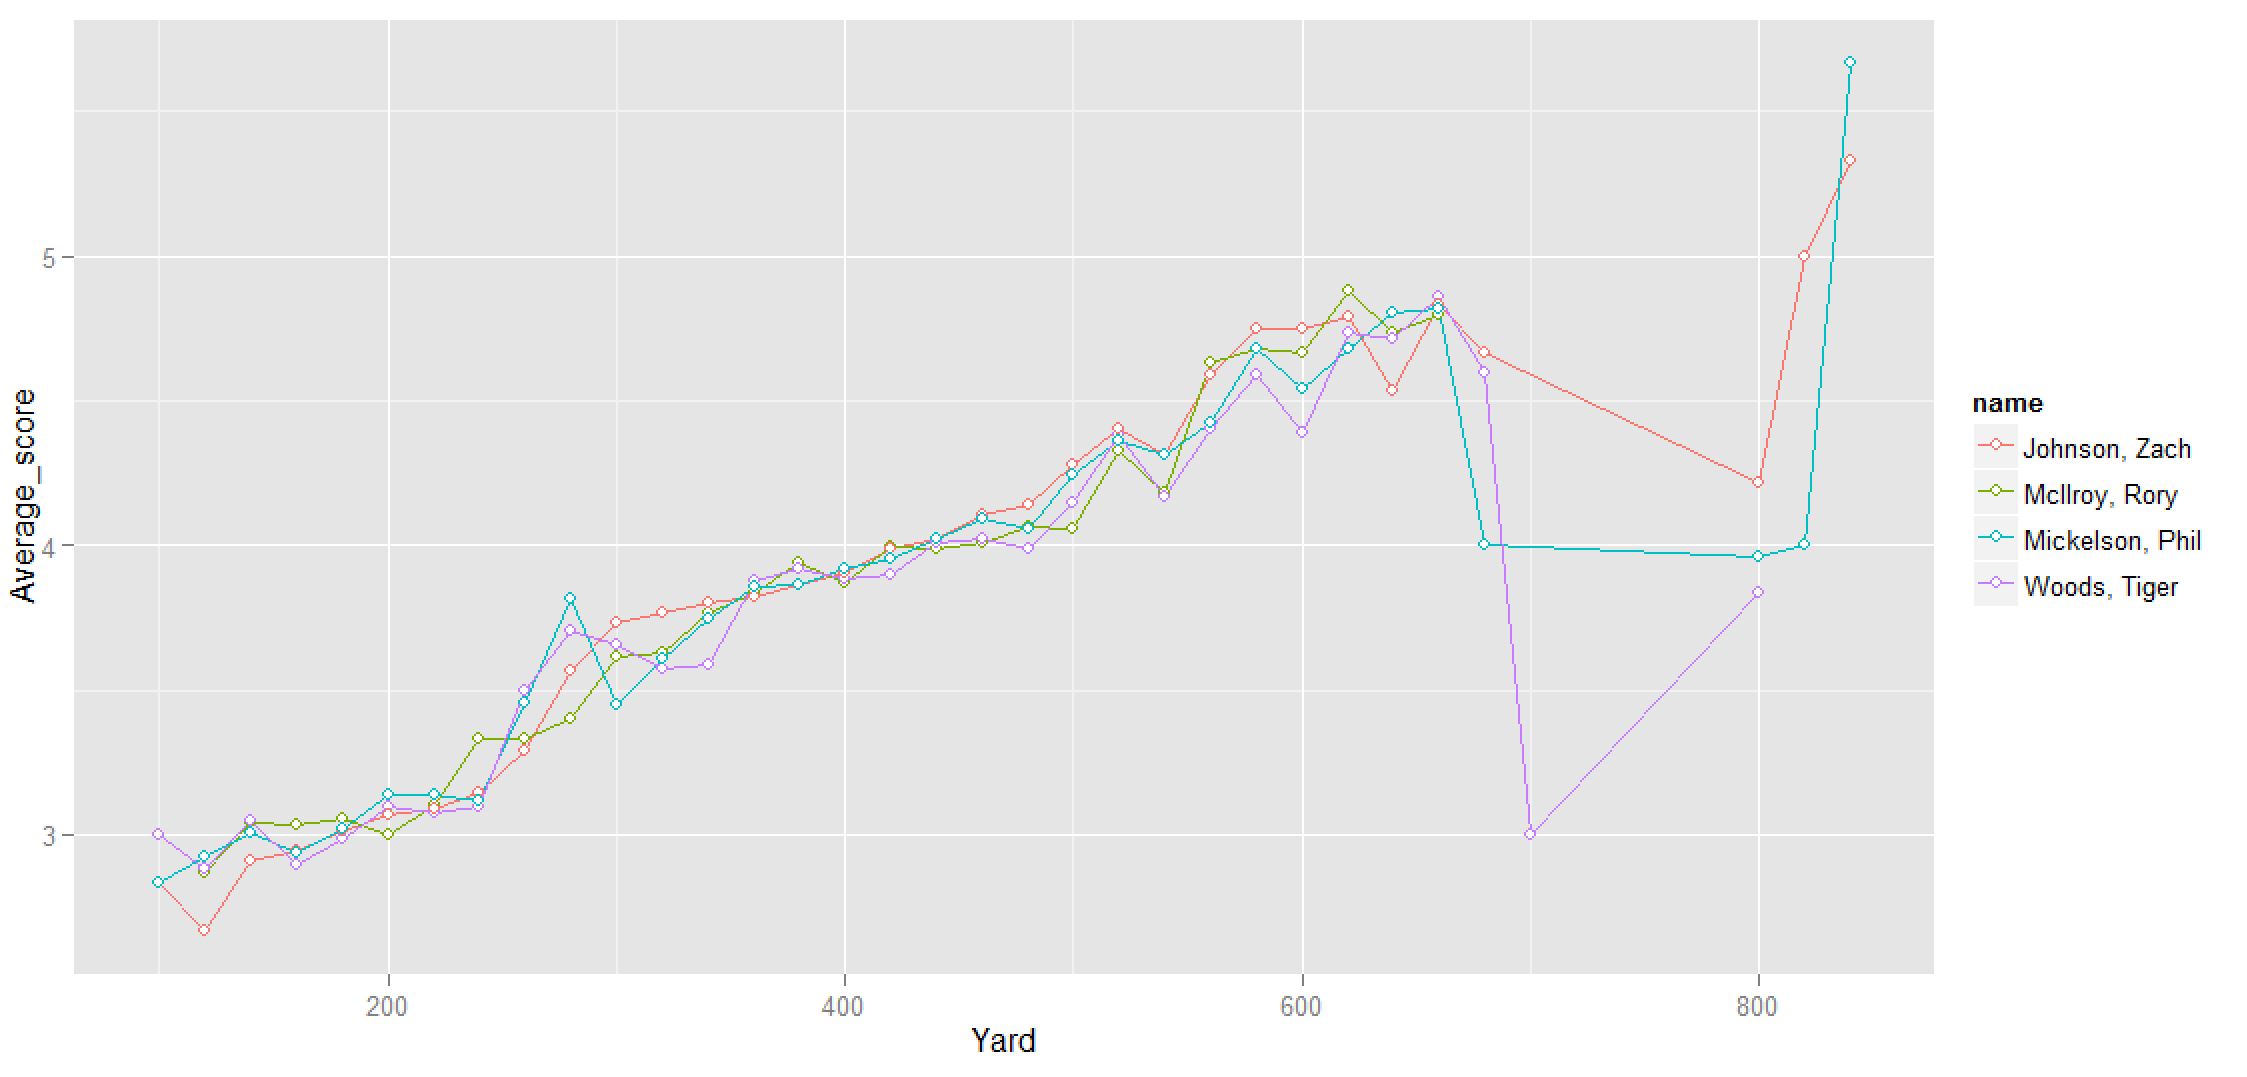 Average_score
5
4
3
200
400
600
800
Yard
name
Johnson, Zach
McIlroy, Rory
Mickelson, Phil
Woods, Tiger